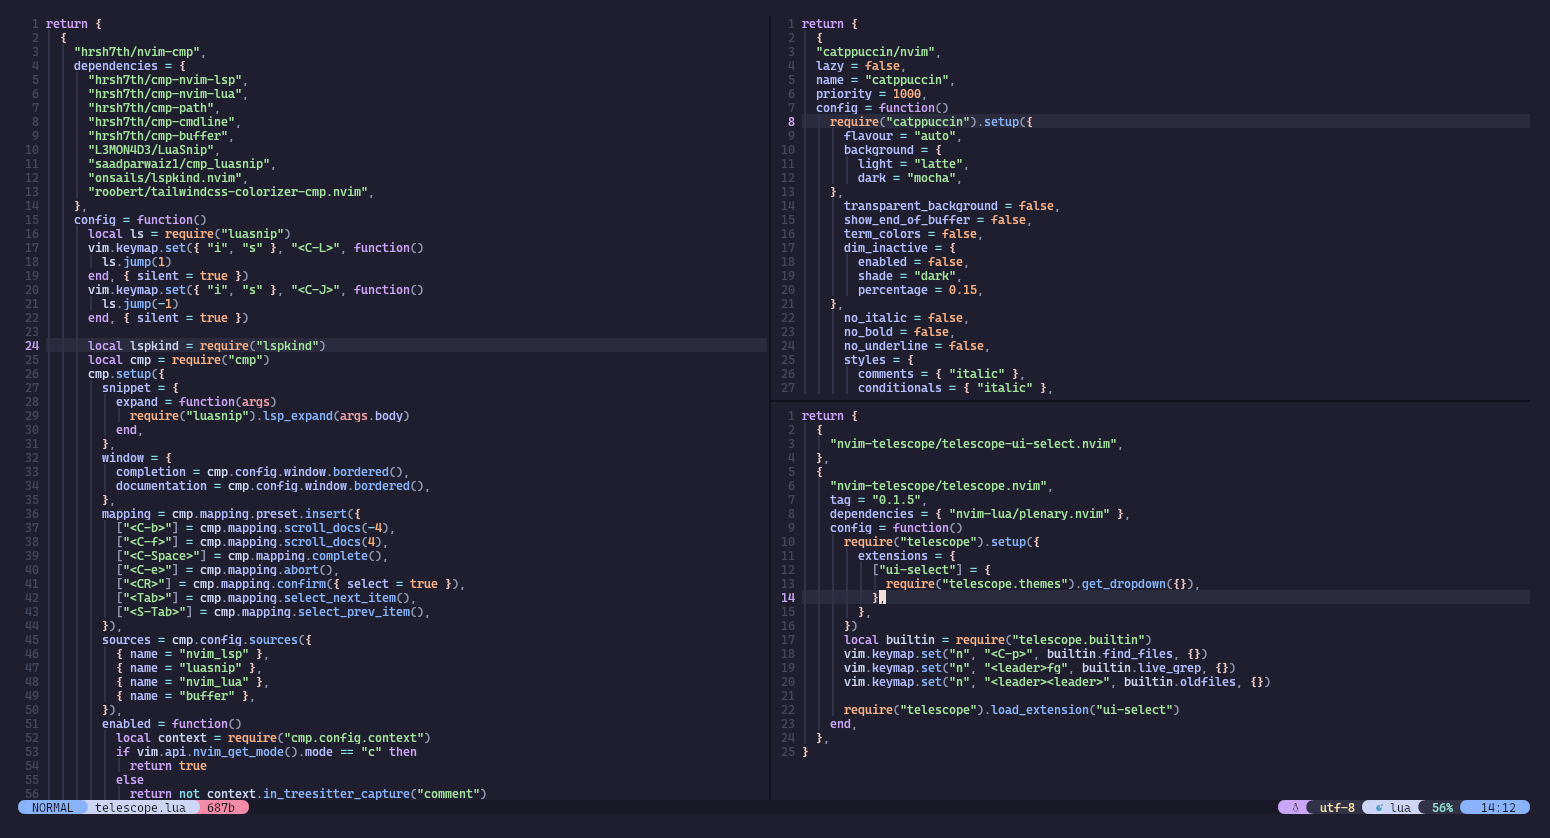 1 return {
2   {
3     "hrsh7th/nvim-cmp",
4     dependencies = {
5       "hrsh7th/cmp-nvim-lsp",
6       "hrsh7th/cmp-nvim-lua",
7       "hrsh7th/cmp-path",
8       "hrsh7th/cmp-cmdline",
9       "hrsh7th/cmp-buffer",
10       "L3MON4D3/LuaSnip",
11       "saadparwaiz1/cmp_luasnip",
12       "onsails/lspkind.nvim",
13       "roobert/tailwindcss-colorizer-cmp.nvim",
14     },
15     config = function()
16       local ls = require("luasnip")
17       vim.keymap.set({ "i", "s" }, "<C-L>", function()
18         ls.jump(1)
19       end, { silent = true })
20       vim.keymap.set({ "i", "s" }, "<C-J>", function()
21         ls.jump(-1)
22       end, { silent = true })
23
24       local lspkind = require("lspkind")
25       local cmp = require("cmp")
26       cmp.setup({
27         snippet = {
28           expand = function(args)
29             require("luasnip").lsp_expand(args.body)
30           end,
31         },
32         window = {
33           completion = cmp.config.window.bordered(),
34           documentation = cmp.config.window.bordered(),
35         },
36         mapping = cmp.mapping.preset.insert({
37           ["<C-b>"] = cmp.mapping.scroll_docs(-4),
38           ["<C-f>"] = cmp.mapping.scroll_docs(4),
39           ["<C-Space>"] = cmp.mapping.complete(),
40           ["<C-e>"] = cmp.mapping.abort(),
41           ["<CR>"] = cmp.mapping.confirm({ select = true }),
42           ["<Tab>"] = cmp.mapping.select_next_item(),
43           ["<S-Tab>"] = cmp.mapping.select_prev_item(),
44         }),
45         sources = cmp.config.sources({
46           { name = "nvim_lsp" },
47           { name = "luasnip" },
48           { name = "nvim_lua" },
49           { name = "buffer" },
50         }),
51         enabled = function()
52           local context = require("cmp.config.context")
53           if vim.api.nvim_get_mode().mode == "c" then
54             return true
55           else
56             return not context.in_treesitter_capture("comment")
1 return {
2   {
3   "catppuccin/nvim",
4   lazy = false,
5   name = "catppuccin",
6   priority = 1000,
7   config = function()
8     require("catppuccin").setup({
9       flavour = "auto",
10       background = {
11         light = "latte",
12         dark = "mocha",
13     },
14       transparent_background = false,
15       show_end_of_buffer = false,
16       term_colors = false,
17       dim_inactive = {
18         enabled = false,
19         shade = "dark",
20         percentage = 0.15,
21     },
22       no_italic = false,
23       no_bold = false,
24       no_underline = false,
25       styles = {
26         comments = { "italic" },
27         conditionals = { "italic" },
1 return {
2   {
3     "nvim-telescope/telescope-ui-select.nvim",
4   },
5   {
6     "nvim-telescope/telescope.nvim",
7     tag = "0.1.5",
8     dependencies = { "nvim-lua/plenary.nvim" },
9     config = function()
10       require("telescope").setup({
11         extensions = {
12           ["ui-select"] = {
13             require("telescope.themes").get_dropdown({}),
14           },
15         },
16       })
17       local builtin = require("telescope.builtin")
18       vim.keymap.set("n", "<C-p>", builtin.find_files, {})
19       vim.keymap.set("n", "<leader>fg", builtin.live_grep, {})
20       vim.keymap.set("n", "<leader><leader>", builtin.oldfiles, {})
21
22       require("telescope").load_extension("ui-select")
23     end,
24   },
25 }
NORMAL telescope.lua 687b utf-8 lua 56% 14:12